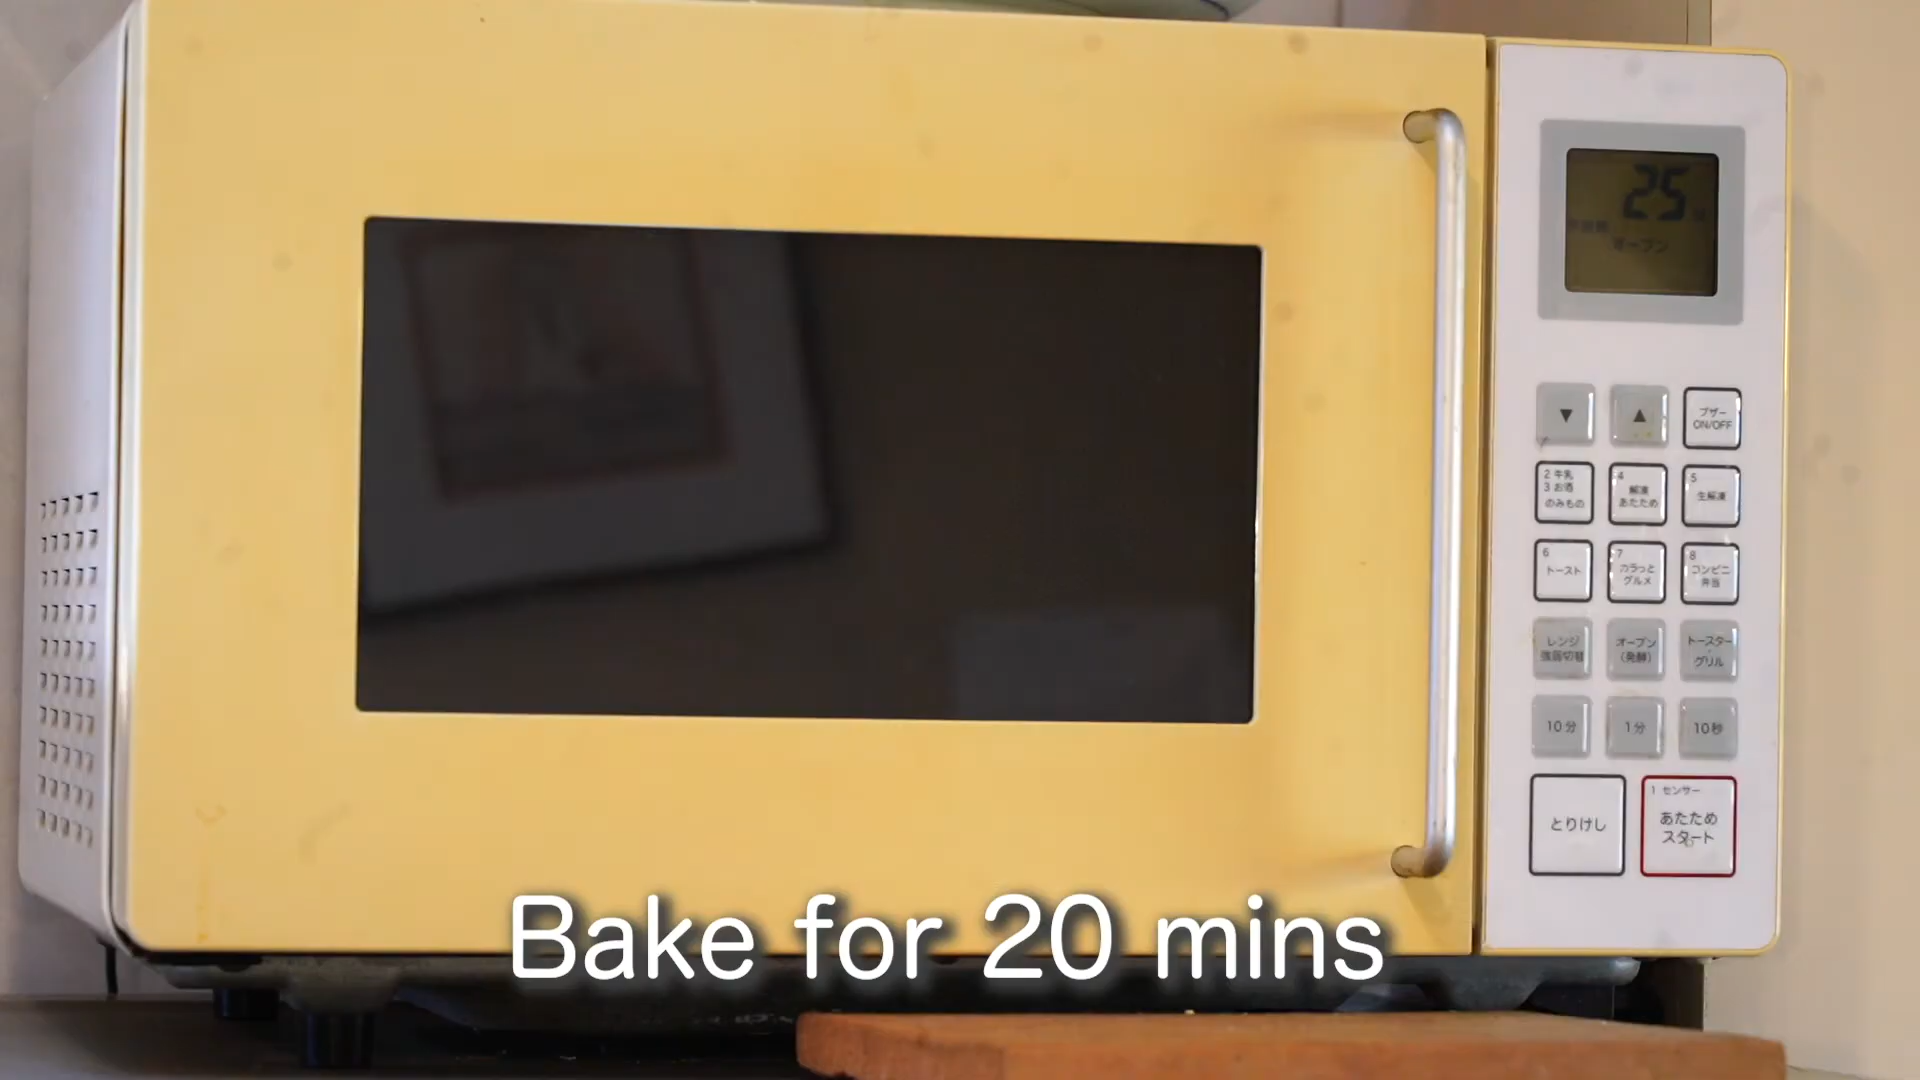 25
オーブン
▼
▲
ブザー
ON/OFF
2 牛乳
3 お酒
のみもの
4
解凍
あたため
5
生解凍
6
トースト
7
カラっと
グルメ
8
コンビニ
弁当
レンジ
強弱切替
オーブン
(発酵)
トースター・
グリル
10分
1分
10秒
とりけし
1 センサー
あたため
スタート
Bake for 20 mins